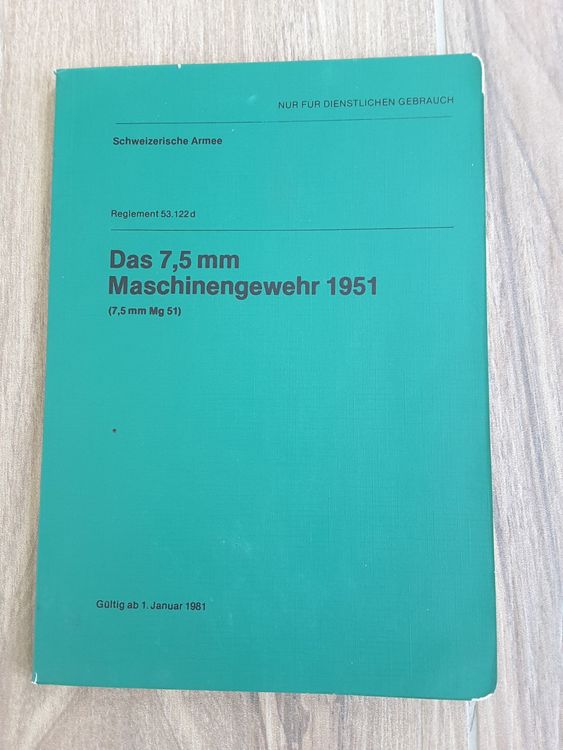 NUR FÜR DIENSTLICHEN GEBRAUCH
Schweizerische Armee
Reglement 53.122 d
Das 7,5 mm
Maschinengewehr 1951
(7,5 mm Mg 51)
Gültig ab 1. Januar 1981